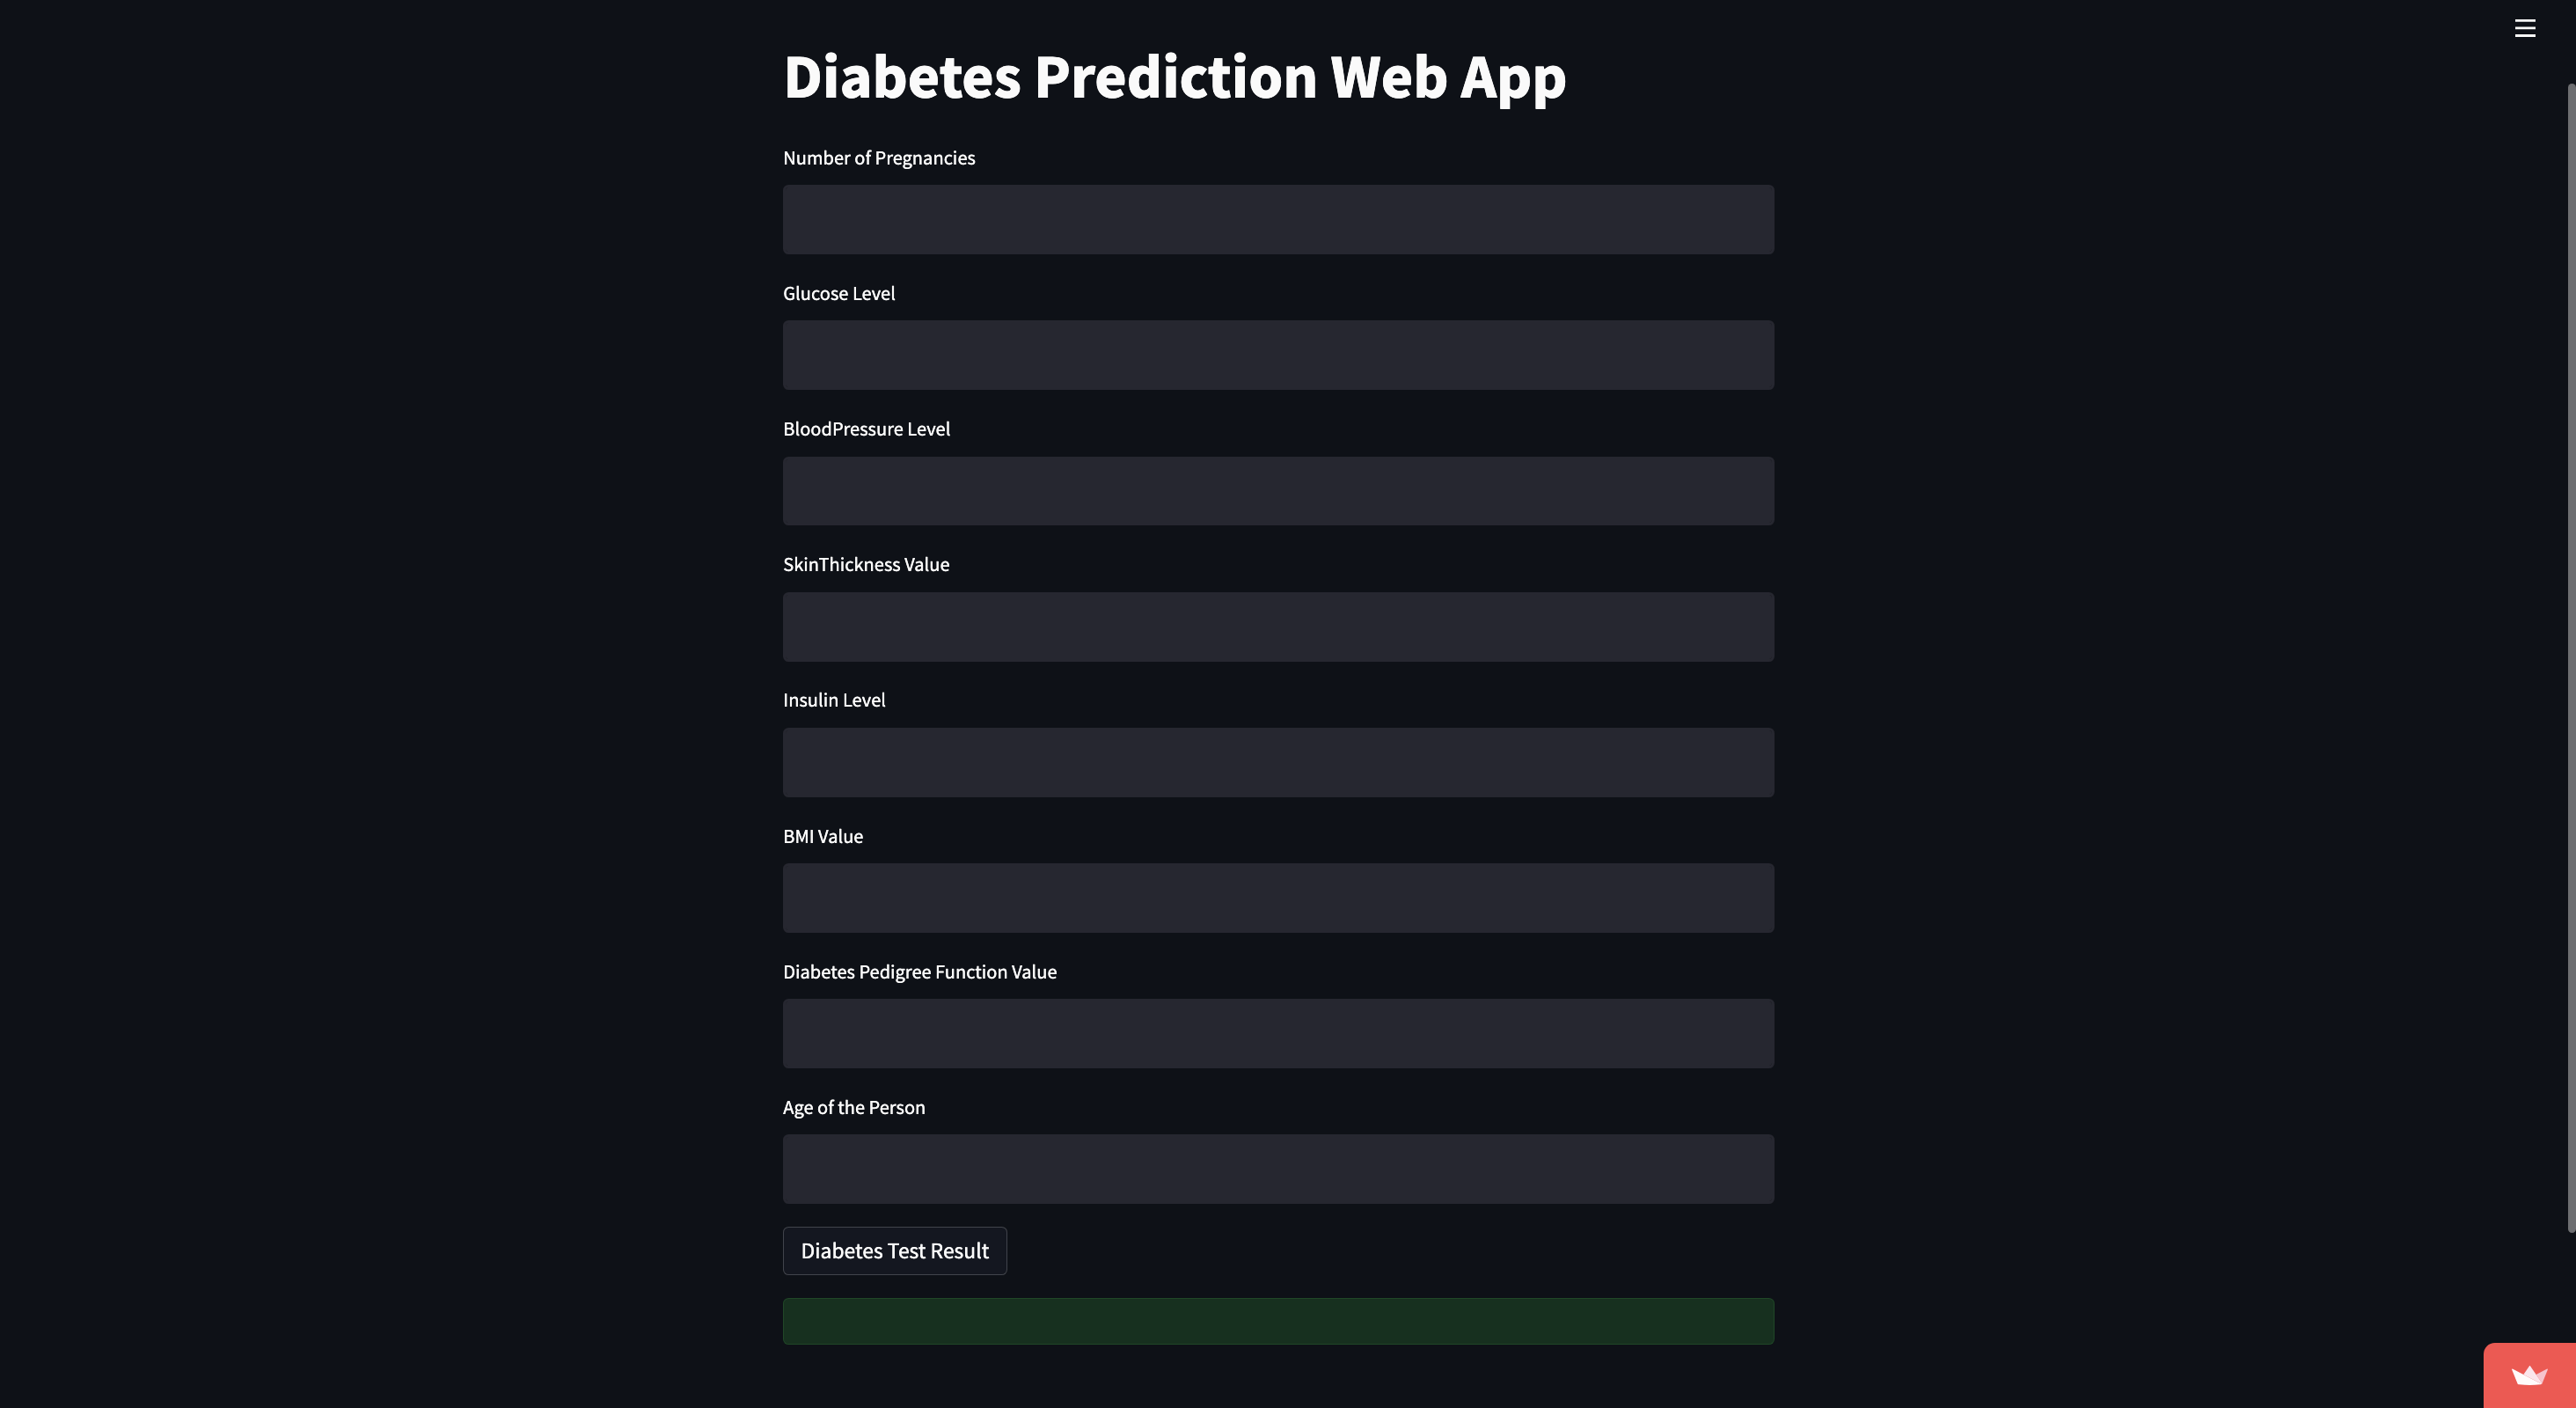 Diabetes Prediction Web App
Number of Pregnancies
Glucose Level
BloodPressure Level
SkinThickness Value
Insulin Level
BMI Value
Diabetes Pedigree Function Value
Age of the Person
Diabetes Test Result